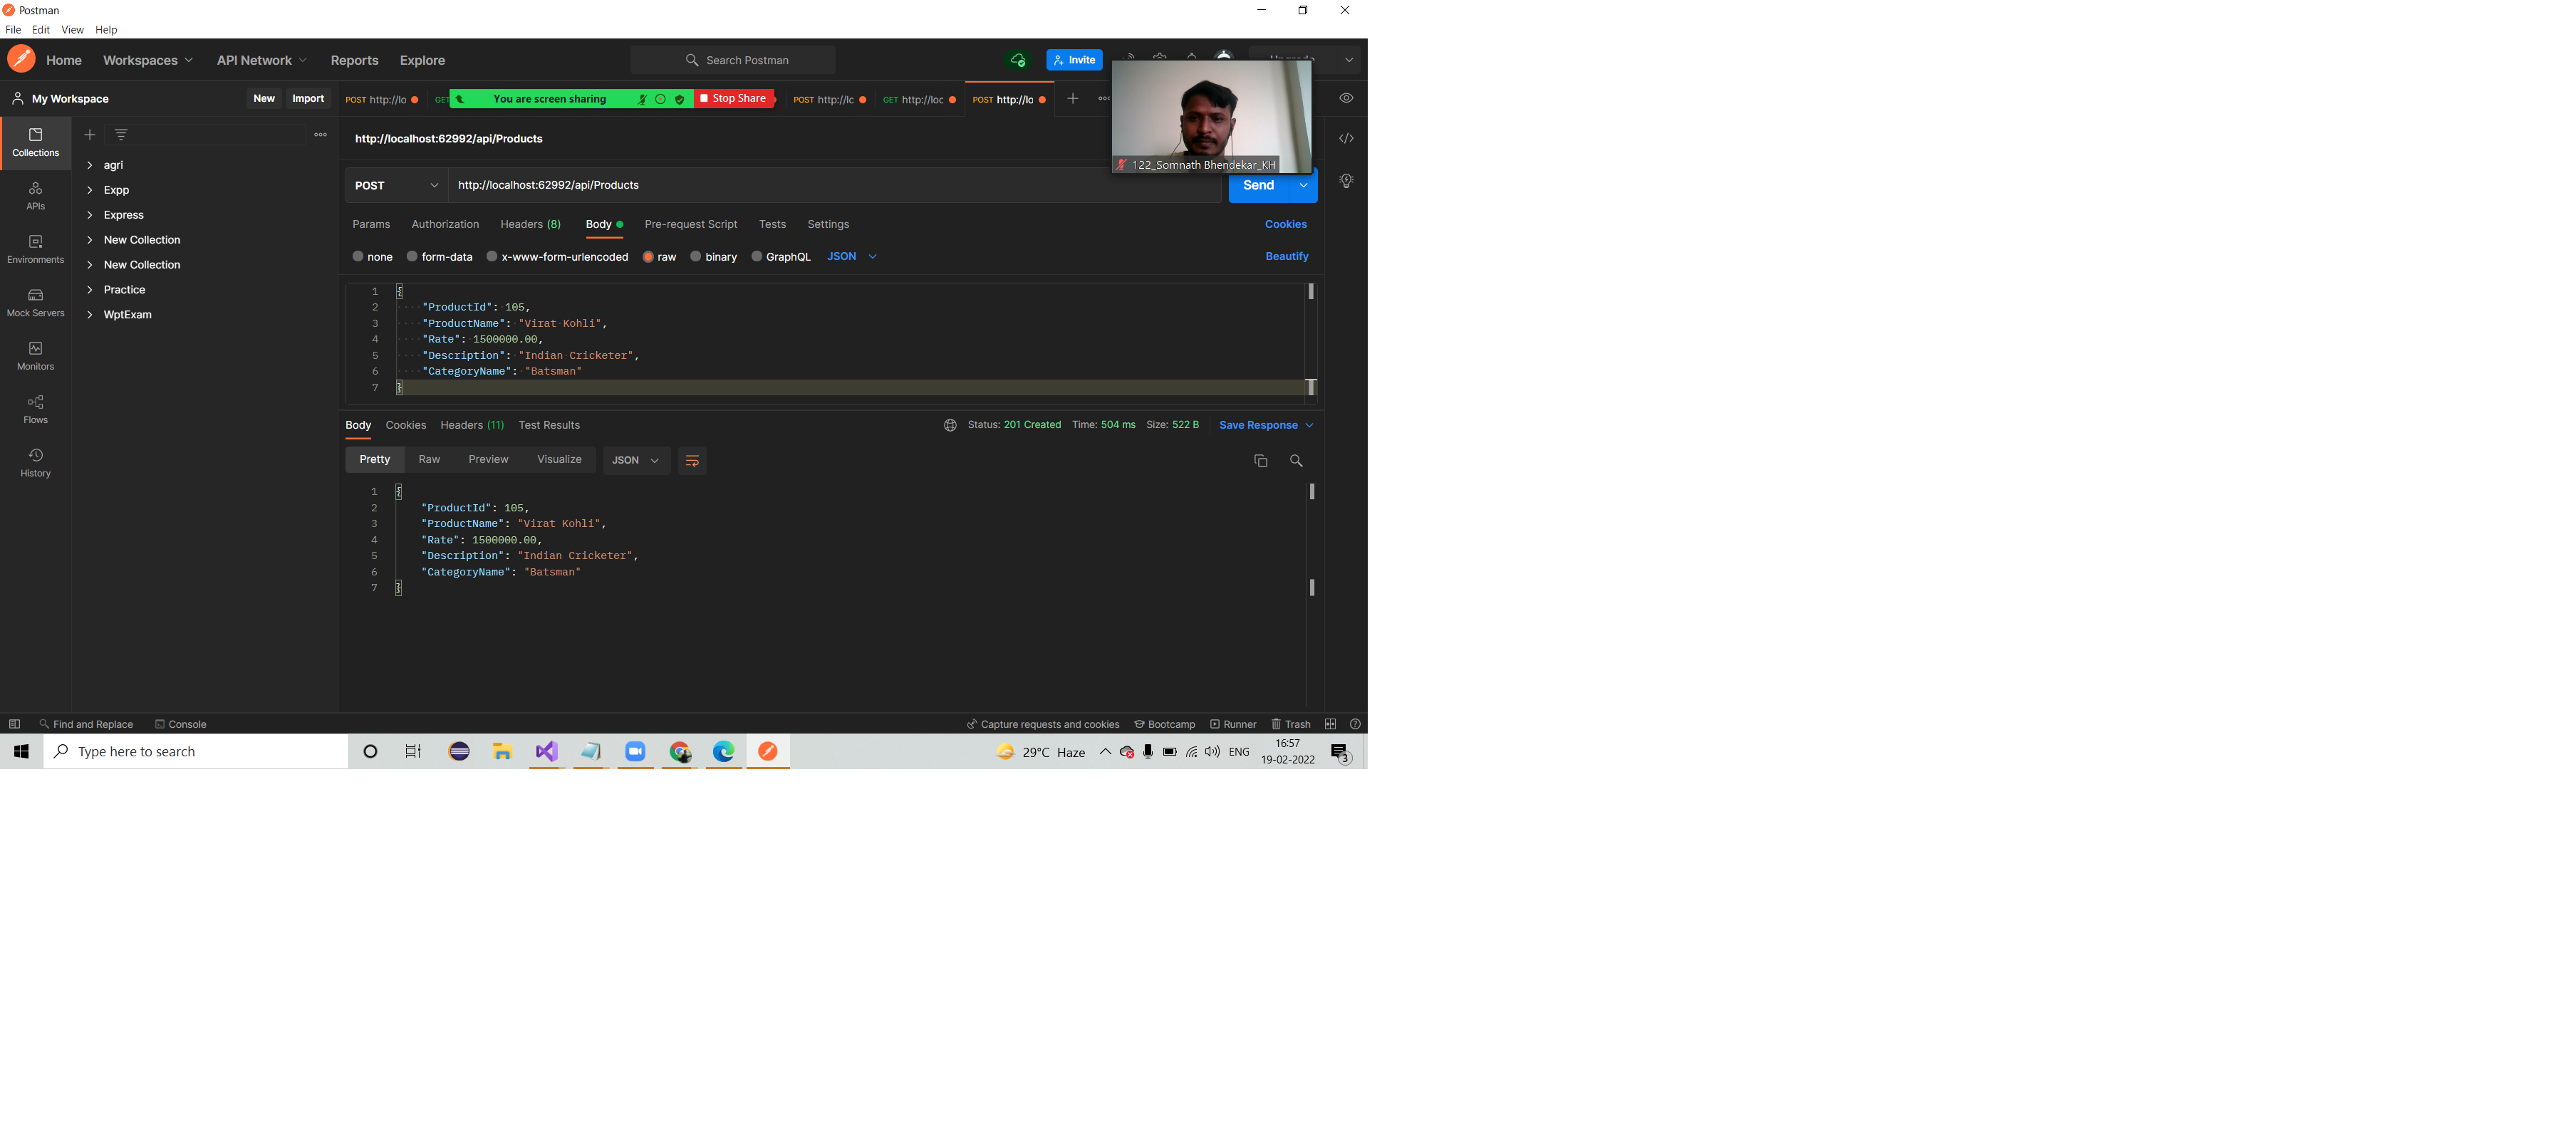 Postman
File Edit View Help
Home Workspaces API Network Reports Explore Search Postman Invite
My Workspace New Import POST http://lo GET You are screen sharing Stop Share POST http://lc GET http://loc POST http://lo
http://localhost:62992/api/Products
122_Somnath Bhendekar_KH
POST http://localhost:62992/api/Products Send
Params Authorization Headers (8) Body Pre-request Script Tests Settings Cookies
none form-data x-www-form-urlencoded raw binary GraphQL JSON Beautify
Collections
APIs
Environments
Mock Servers
Monitors
Flows
History
agri
Expp
Express
New Collection
New Collection
Practice
WptExam
1 {
2 "ProductId": 105,
3 "ProductName": "Virat Kohli",
4 "Rate": 1500000.00,
5 "Description": "Indian Cricketer",
6 "CategoryName": "Batsman"
7 }
Body Cookies Headers (11) Test Results Status: 201 Created Time: 504 ms Size: 522 B Save Response
Pretty Raw Preview Visualize JSON
1 {
2 "ProductId": 105,
3 "ProductName": "Virat Kohli",
4 "Rate": 1500000.00,
5 "Description": "Indian Cricketer",
6 "CategoryName": "Batsman"
7 }
Find and Replace Console Capture requests and cookies Bootcamp Runner Trash
Type here to search 29°C Haze ENG 16:57
19-02-2022 3